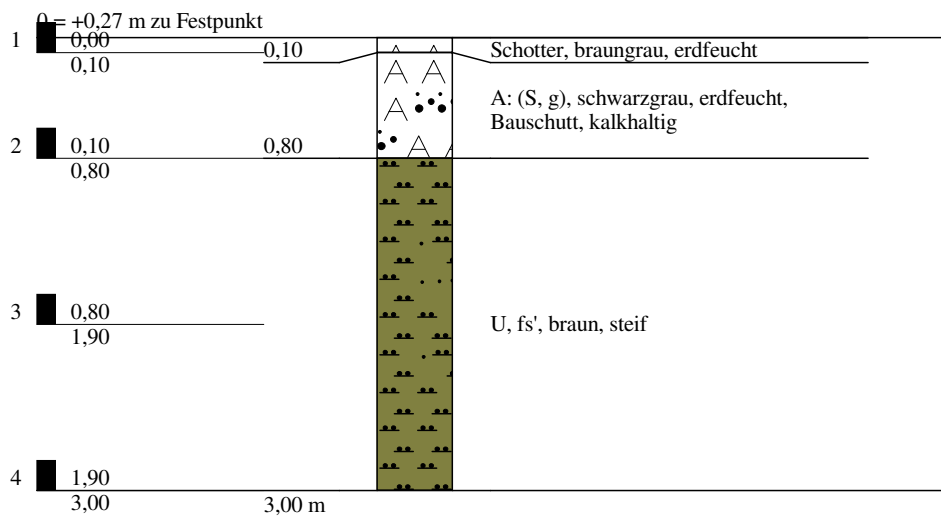 0 = +0,27 m zu Festpunkt
1 0,00
0,10 0,10 Schotter, braungrau, erdfeucht
A: (S, g), schwarzgrau, erdfeucht,
Bauschutt, kalkhaltig
2 0,10 0,80
0,80
3 0,80
1,90
U, fs', braun, steif
4 1,90
3,00 3,00 m